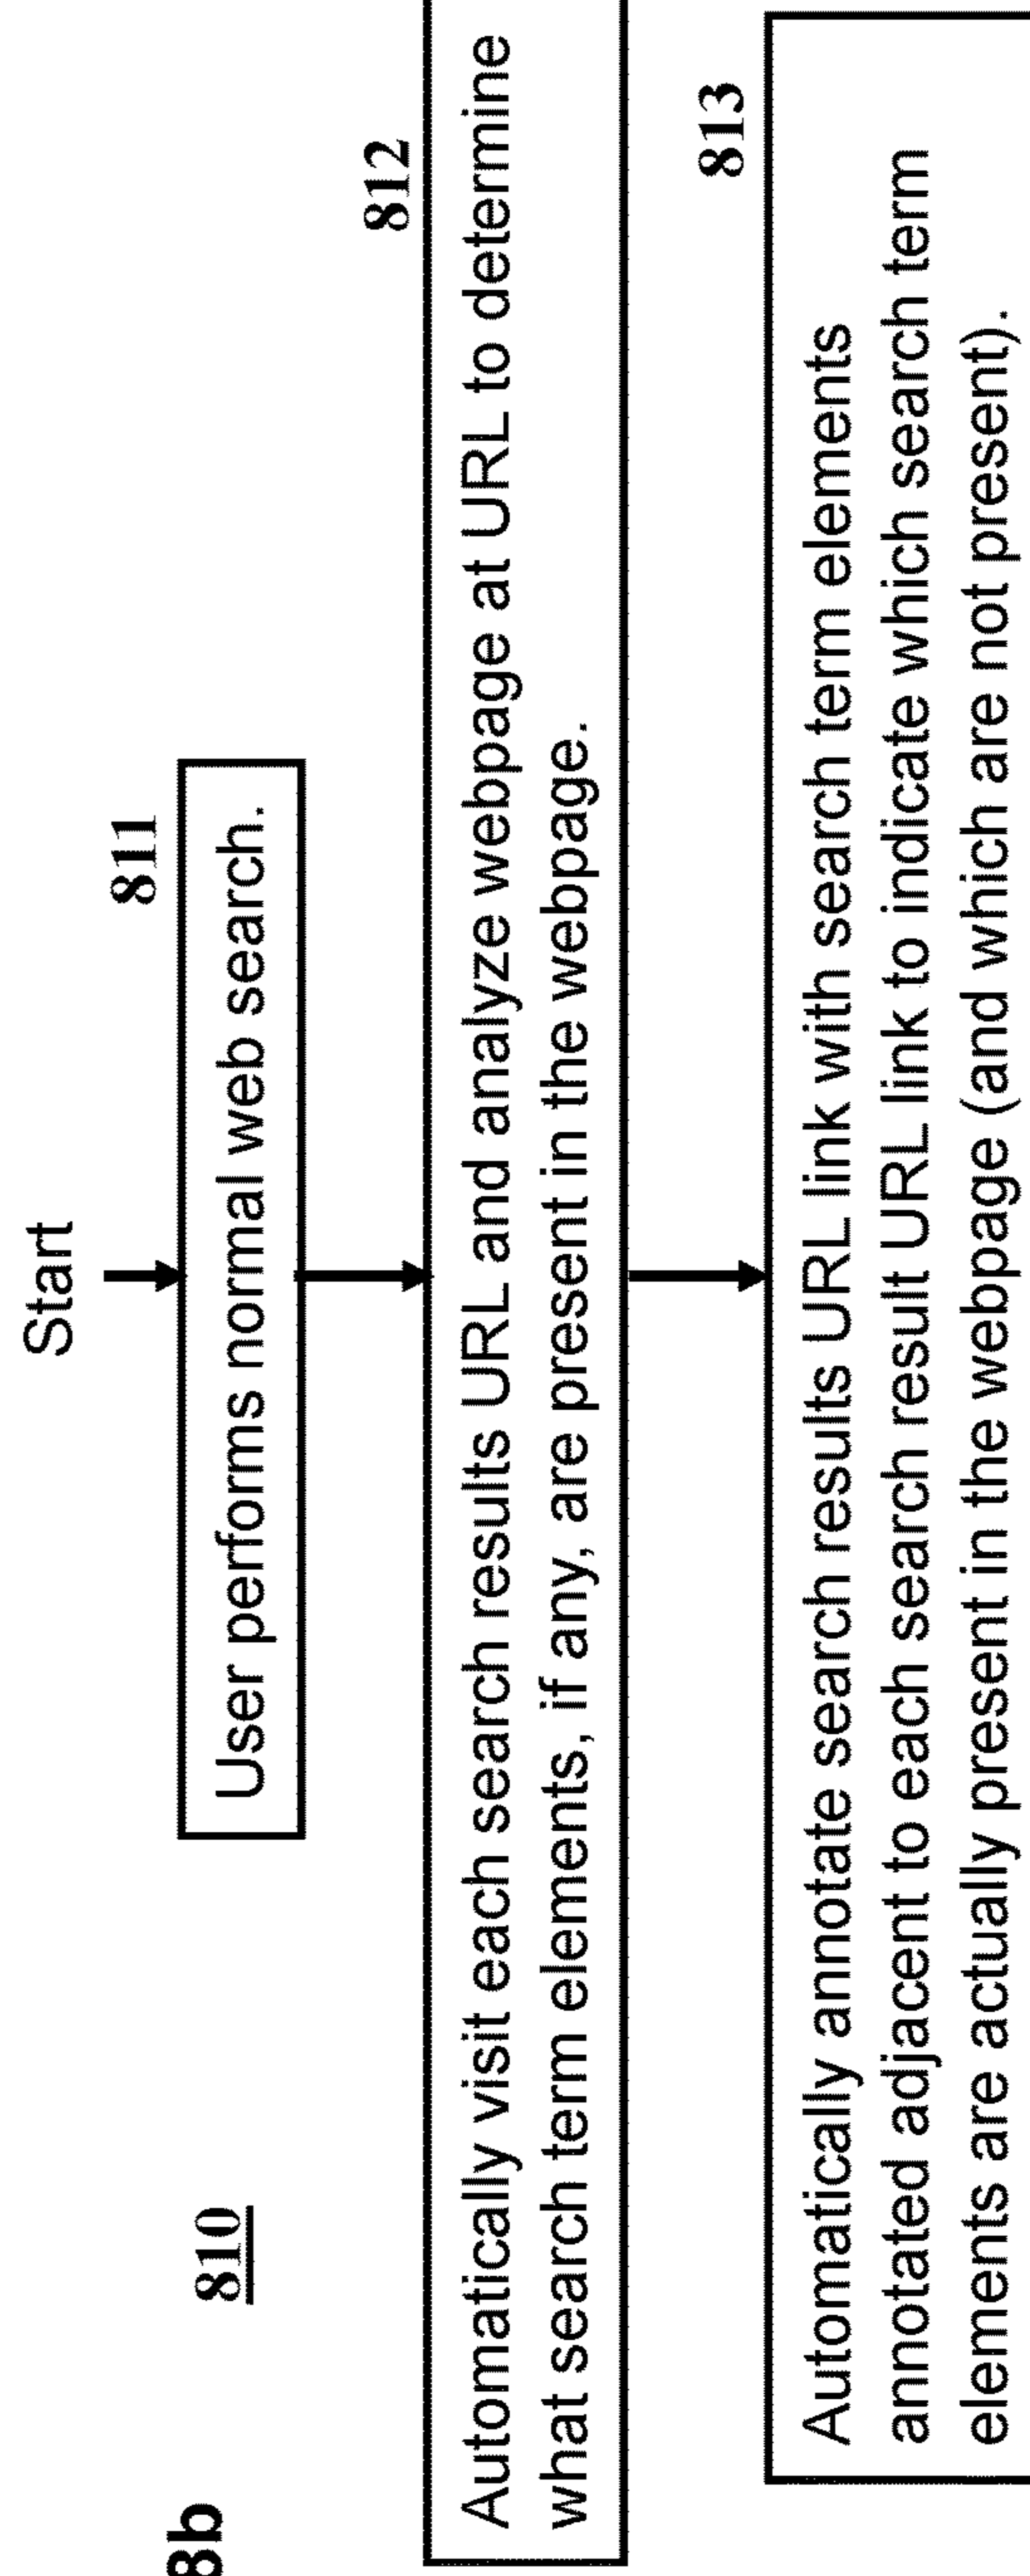 8b
810
Start
811
User performs normal web search.
812
Automatically visit each search results URL and analyze webpage at URL to determine
what search term elements, if any, are present in the webpage.
813
Automatically annotate search results URL link with search term elements
annotated adjacent to each search result URL link to indicate which search term
elements are actually present in the webpage (and which are not present).